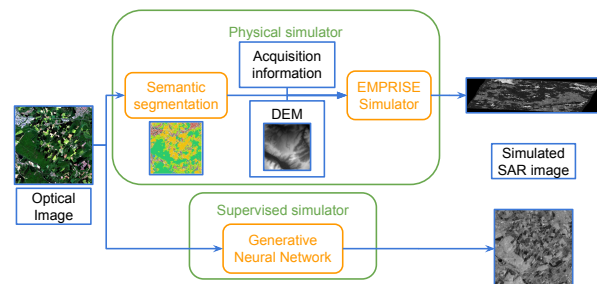 Physical simulator
Acquisition
information
Semantic
segmentation
EMPRISE
Simulator
DEM
Optical
Image
Simulated
SAR image
Supervised simulator
Generative
Neural Network